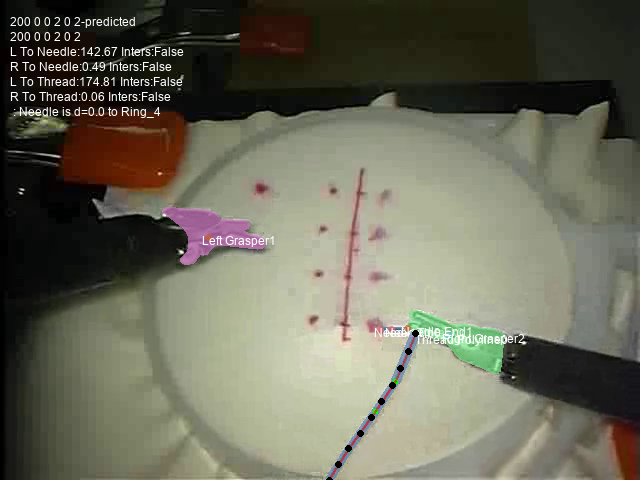 200 0 0 2 0 2-predicted
200 0 0 2 0 2
L To Needle:142.67 Inters:False
R To Needle:0.49 Inters:False
L To Thread:174.81 Inters:False
R To Thread:0.06 Inters:False
: Needle is d=0.0 to Ring_4
Left Grasper1
End1
Grasper2